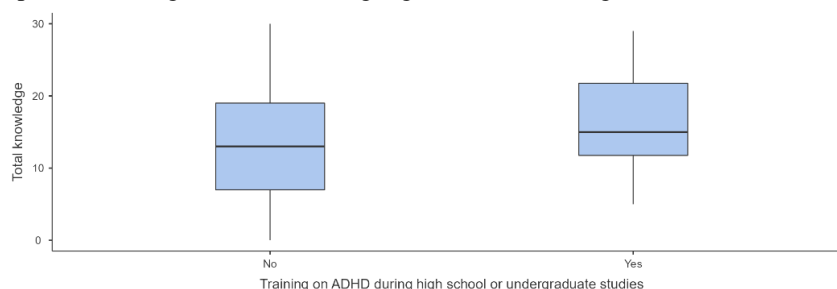 30
20
10
0
Total knowledge
No
Yes
Training on ADHD during high school or undergraduate studies